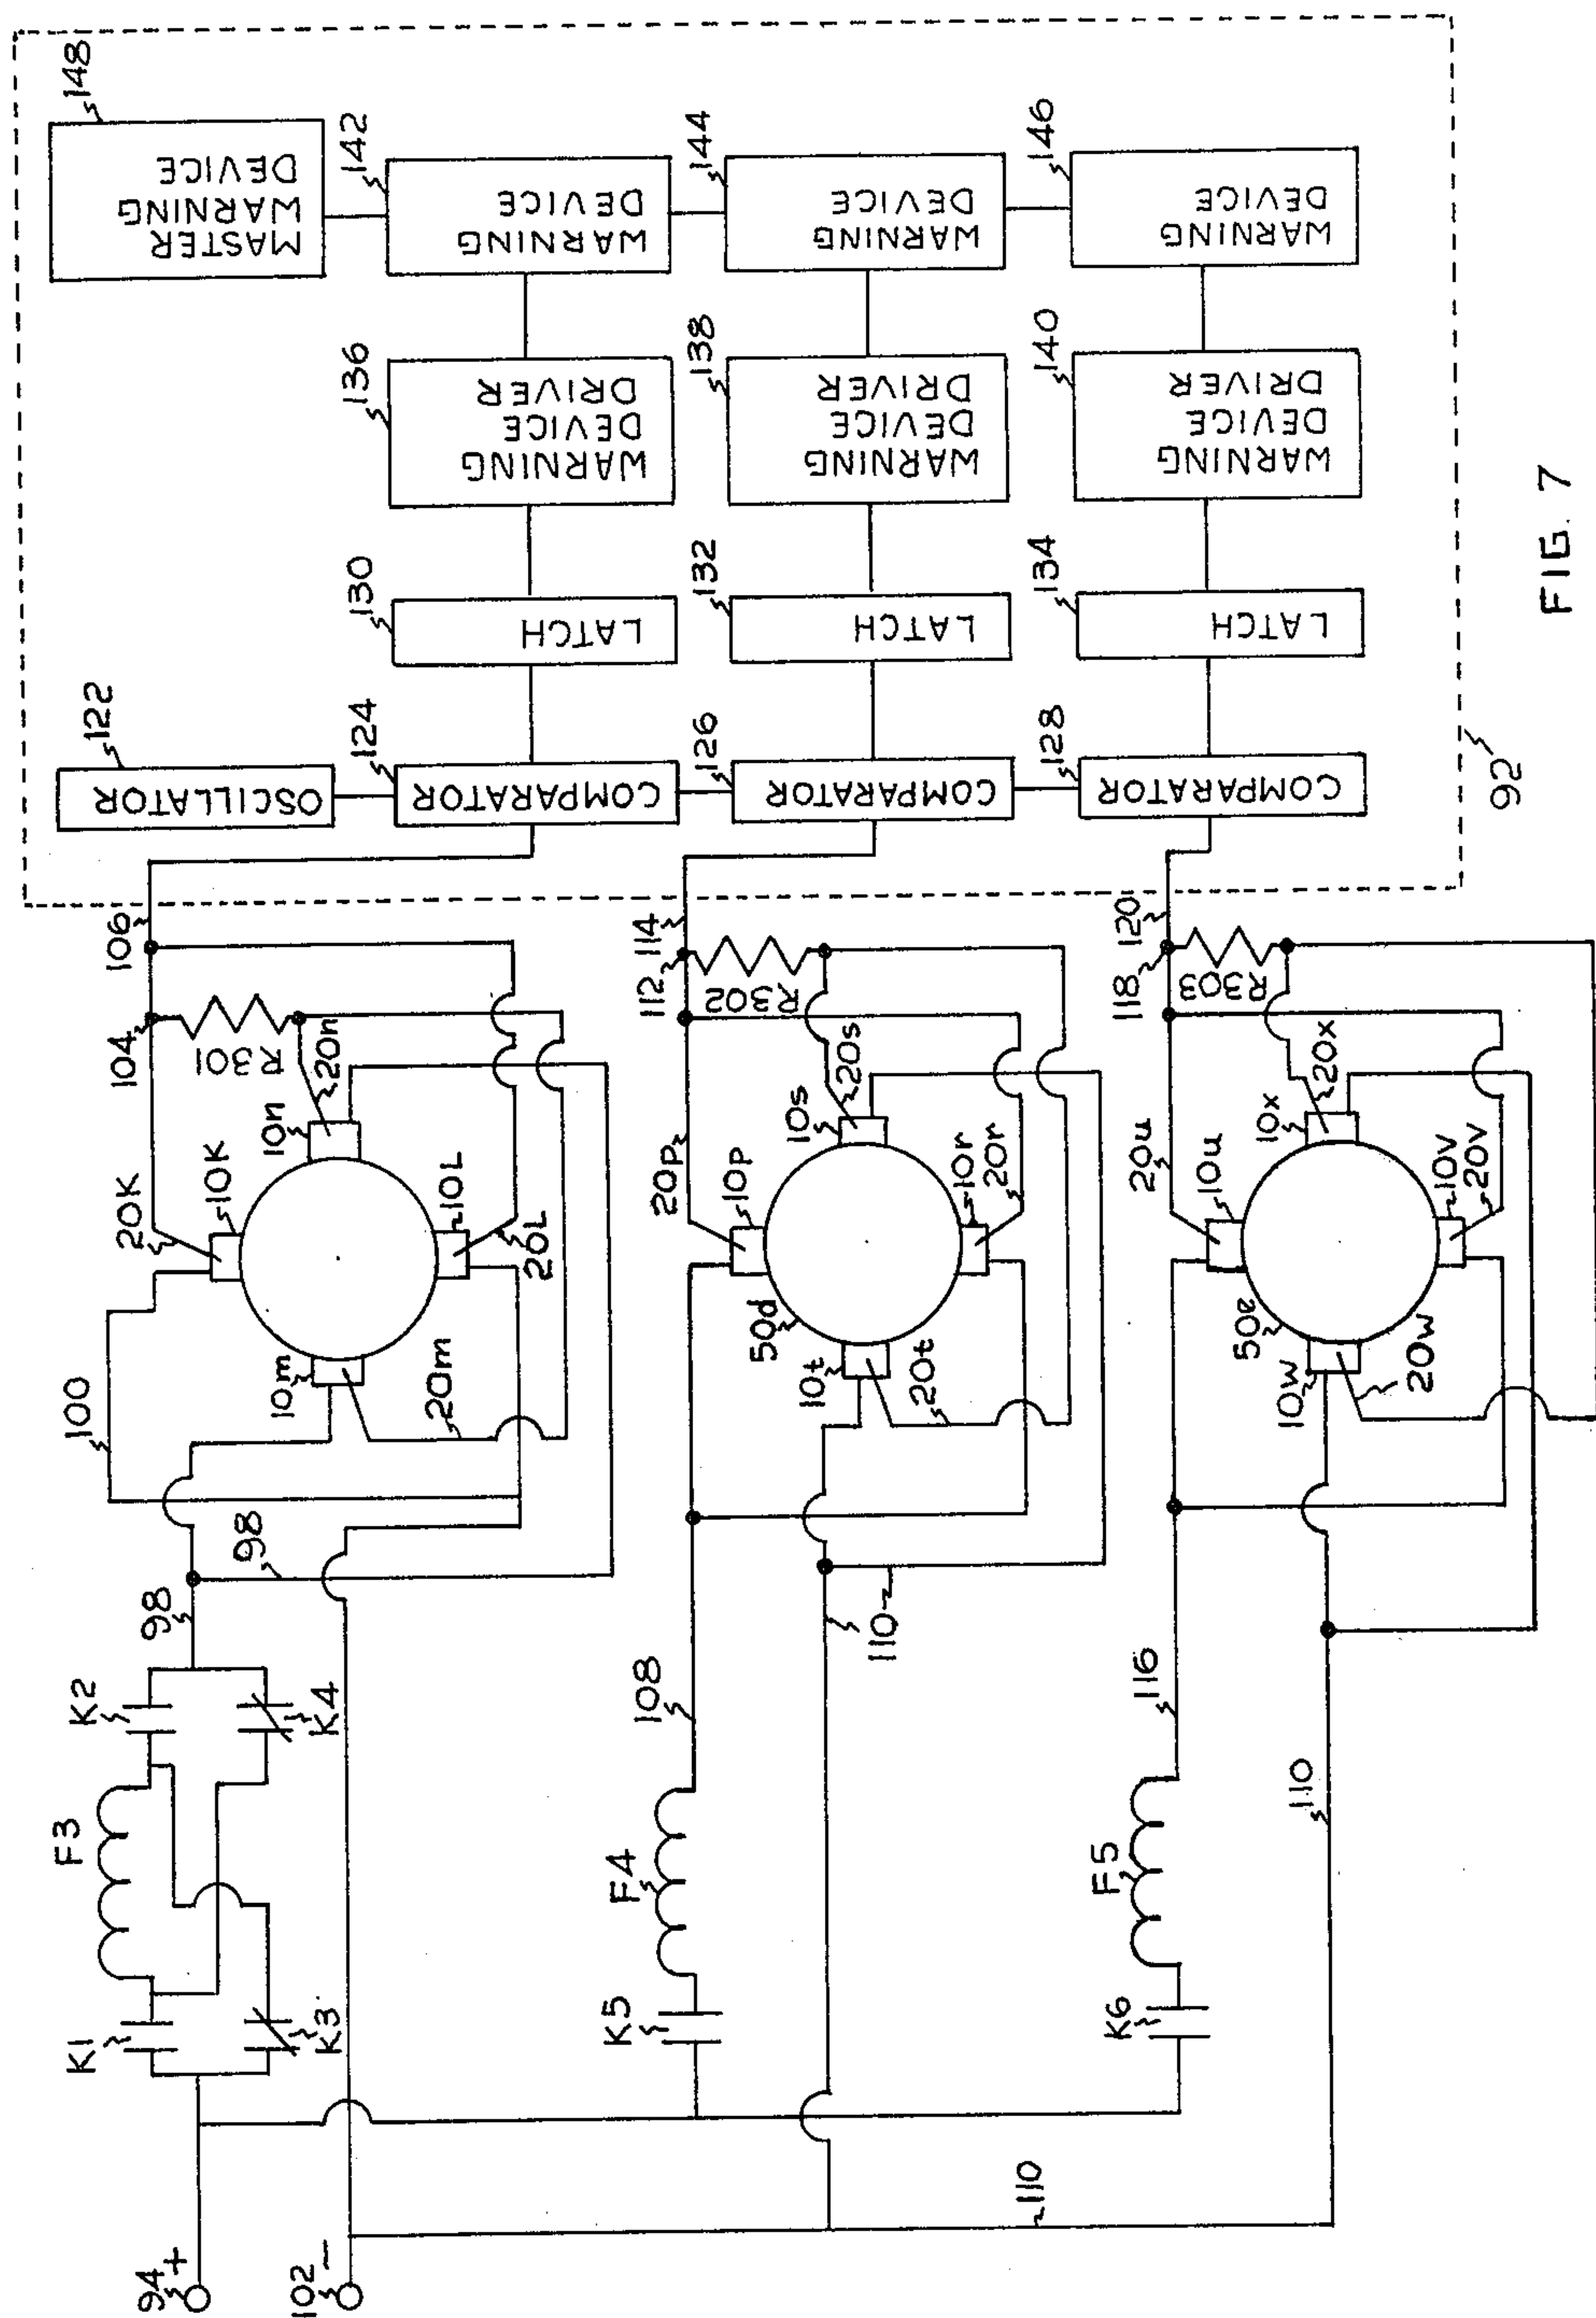 148
MASTER
WARNING
DEVICE
142
WARNING
DEVICE
144
WARNING
DEVICE
146
WARNING
DEVICE
136
WARNING
DEVICE
DRIVER
138
WARNING
DEVICE
DRIVER
140
WARNING
DEVICE
DRIVER
130
LATCH
132
LATCH
134
LATCH
122
OSCILLATOR
124
COMPARATOR
126
COMPARATOR
128
COMPARATOR
92
FIG. 7
106
104
R301
20n
10n
20K
10K
10L
20L
10m
20m
100
98
98
114
112
R302
20s
10s
20p
10p
10r
20r
50d
10t
20t
108
110
120
118
R303
20x
10x
20u
10u
10v
20v
50e
10w
20w
116
110
K2
K4
F3
K1
K3
F4
K5
F5
K6
110
94 +
102 −